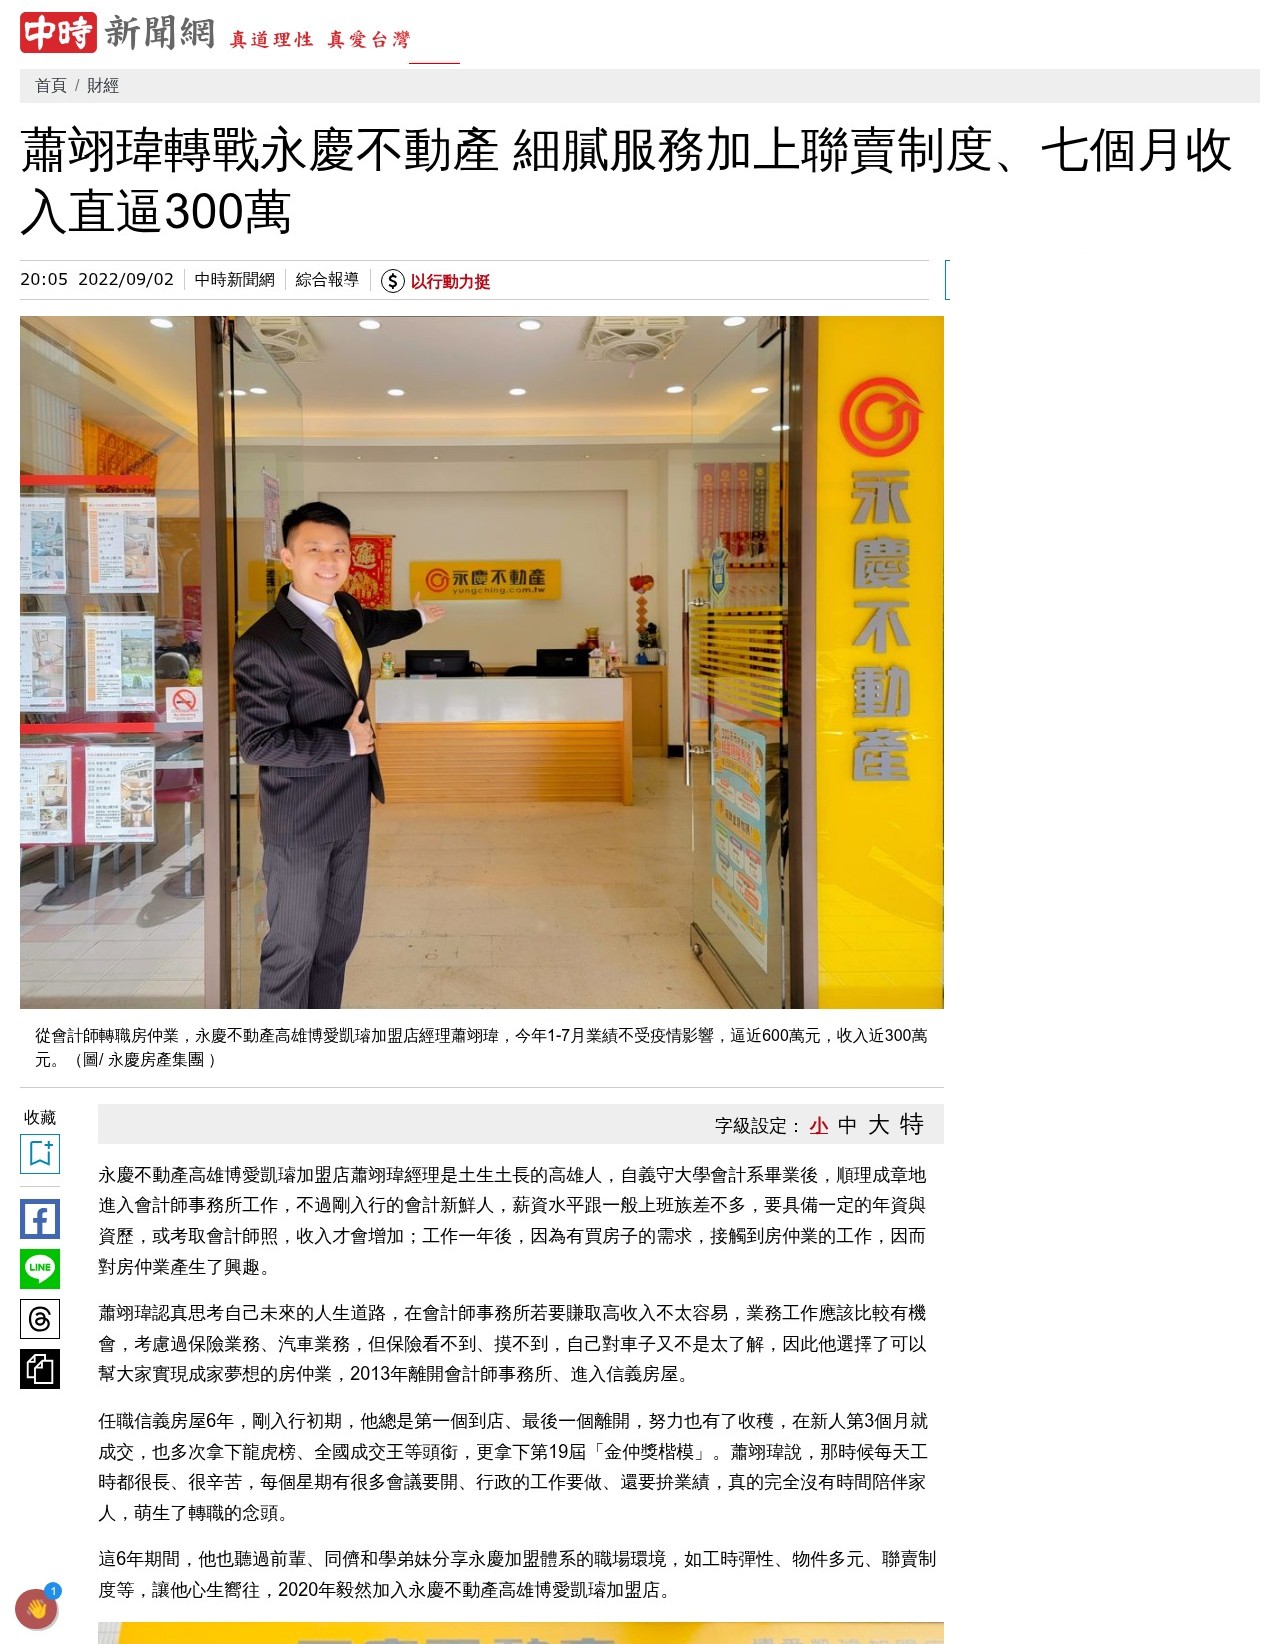 中時 新聞網 真道理性 真愛台灣
首頁 / 財經
蕭翊瑋轉戰永慶不動產 細膩服務加上聯賣制度、七個月收
入直逼300萬
20:05 2022/09/02 中時新聞網 綜合報導 $ 以行動力挺
永慶不動產
永慶不動產
yungching.com.tw
從會計師轉職房仲業，永慶不動產高雄博愛凱璿加盟店經理蕭翊瑋，今年1-7月業績不受疫情影響，逼近600萬元，收入近300萬
元。（圖/ 永慶房產集團 ）
收藏
字級設定： 小 中 大 特
LINE
永慶不動產高雄博愛凱璿加盟店蕭翊瑋經理是土生土長的高雄人，自義守大學會計系畢業後，順理成章地
進入會計師事務所工作，不過剛入行的會計新鮮人，薪資水平跟一般上班族差不多，要具備一定的年資與
資歷，或考取會計師照，收入才會增加；工作一年後，因為有買房子的需求，接觸到房仲業的工作，因而
對房仲業產生了興趣。
蕭翊瑋認真思考自己未來的人生道路，在會計師事務所若要賺取高收入不太容易，業務工作應該比較有機
會，考慮過保險業務、汽車業務，但保險看不到、摸不到，自己對車子又不是太了解，因此他選擇了可以
幫大家實現成家夢想的房仲業，2013年離開會計師事務所、進入信義房屋。
任職信義房屋6年，剛入行初期，他總是第一個到店、最後一個離開，努力也有了收穫，在新人第3個月就
成交，也多次拿下龍虎榜、全國成交王等頭銜，更拿下第19屆「金仲獎楷模」。蕭翊瑋說，那時候每天工
時都很長、很辛苦，每個星期有很多會議要開、行政的工作要做、還要拚業績，真的完全沒有時間陪伴家
人，萌生了轉職的念頭。
這6年期間，他也聽過前輩、同儕和學弟妹分享永慶加盟體系的職場環境，如工時彈性、物件多元、聯賣制
度等，讓他心生嚮往，2020年毅然加入永慶不動產高雄博愛凱璿加盟店。
1